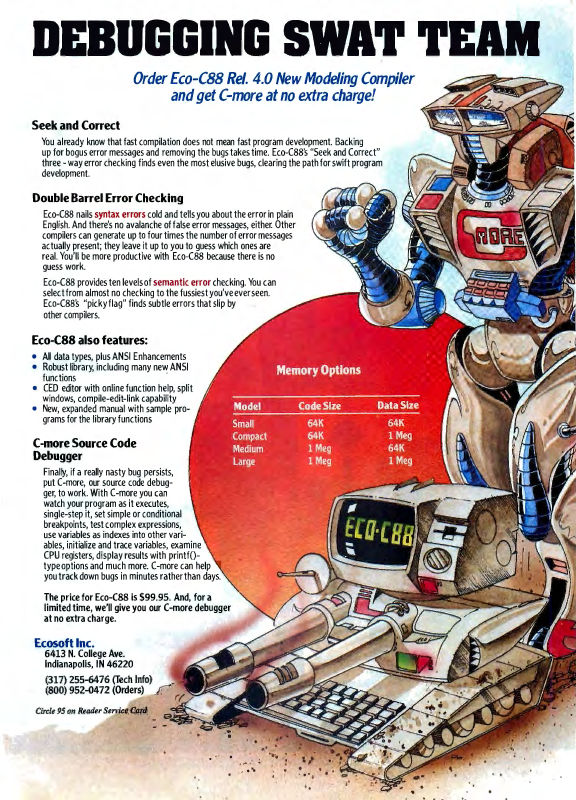 DEBUGGING SWAT TEAM
Order Eco-C88 Rel. 4.0 New Modeling Compiler
and get C-more at no extra charge!
Seek and Correct
You already know that fast compilation does not mean fast program development. Backing
up for bogus error messages and removing the bugs takes time. Eco-C88's "Seek and Correct"
three - way error checking finds even the most elusive bugs, clearing the path for swift program
development.
Double Barrel Error Checking
Eco-C88 nails syntax errors cold and tells you about the error in plain
English. And there's no avalanche of false error messages, either. Other
compilers can generate up to four times the number of error messages
actually present; they leave it up to you to guess which ones are
real. You'll be more productive with Eco-C88 because there is no
guess work.
Eco-C88 provides ten levels of semantic error checking. You can
select from almost no checking to the fussiest you've ever seen.
Eco-C88's "picky flag" finds subtle errors that slip by
other compilers.
Eco-C88 also features:
• All data types, plus ANSI Enhancements
• Robust library, including many new ANSI
functions
• CED editor with online function help, split
windows, compile-edit-link capability
• New, expanded manual with sample pro-
grams for the library functions
C-more Source Code
Debugger
Finally, if a really nasty bug persists,
put C-more, our source code debug-
ger, to work. With C-more you can
watch your program as it executes,
single-step it, set simple or conditional
breakpoints, test complex expressions,
use variables as indexes into other vari-
ables, initialize and trace variables, examine
CPU registers, display results with printf()-
type options and much more. C-more can help
you track down bugs in minutes rather than days.
The price for Eco-C88 is $99.95. And, for a
limited time, we'll give you our C-more debugger
at no extra charge.
Ecosoft Inc.
6413 N. College Ave.
Indianapolis, IN 46220
(317) 255-6476 (Tech Info)
(800) 952-0472 (Orders)
Circle 95 on Reader Service Card
C
MORE
Memory Options
Model Code Size Data Size
Small 64K 64K
Compact 64K 1 Meg
Medium 1 Meg 64K
Large 1 Meg 1 Meg
ECO-C88